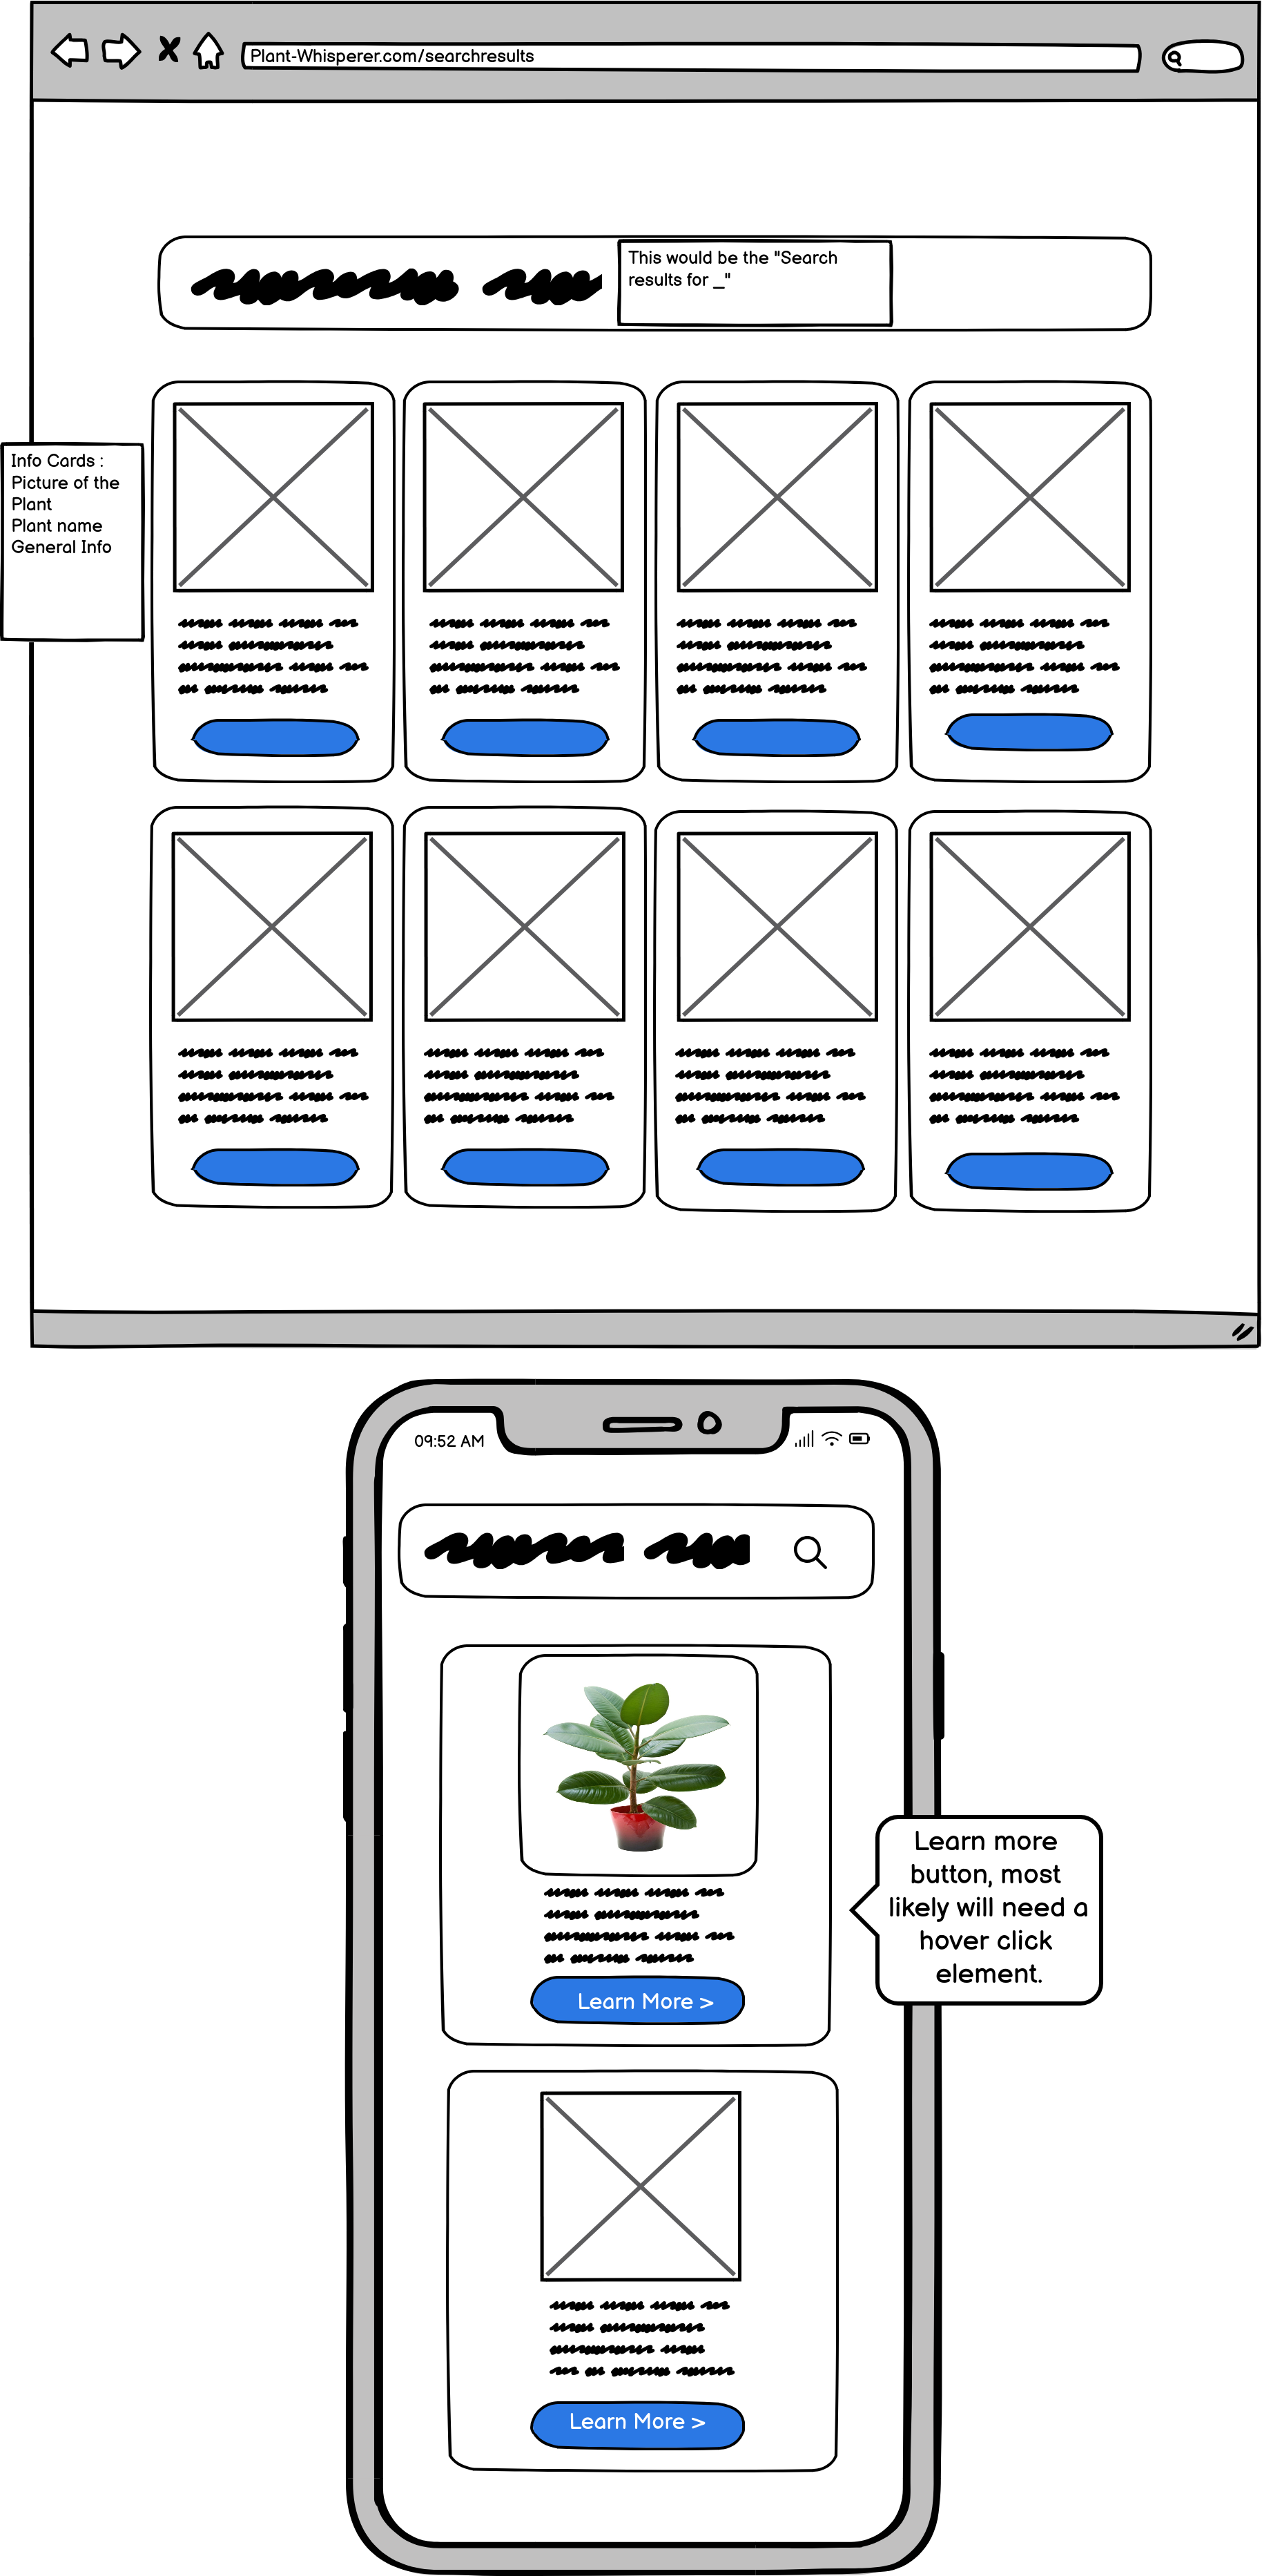 Plant-Whisperer.com/searchresults
This would be the "Search
results for _"
Info Cards :
Picture of the
Plant
Plant name
General Info
09:52 AM
Learn more
button, most
likely will need a
hover click
element.
Learn More >
Learn More >